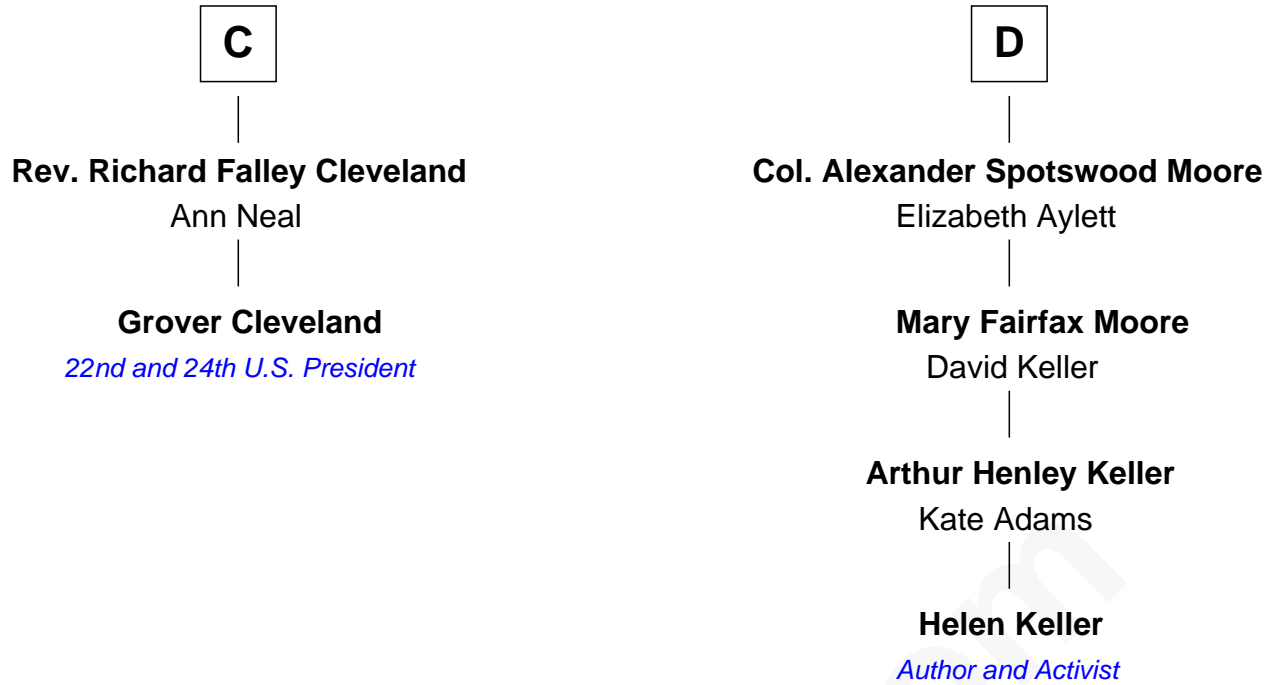 C
Rev. Richard Falley Cleveland
Ann Neal
Grover Cleveland
22nd and 24th U.S. President
D
Col. Alexander Spotswood Moore
Elizabeth Aylett
Mary Fairfax Moore
David Keller
Arthur Henley Keller
Kate Adams
Helen Keller
Author and Activist